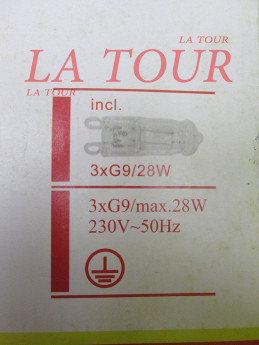 LA TOUR
LA TOUR
LA TOUR
incl.
3xG9/28W
3xG9/max.28W
230V~50Hz